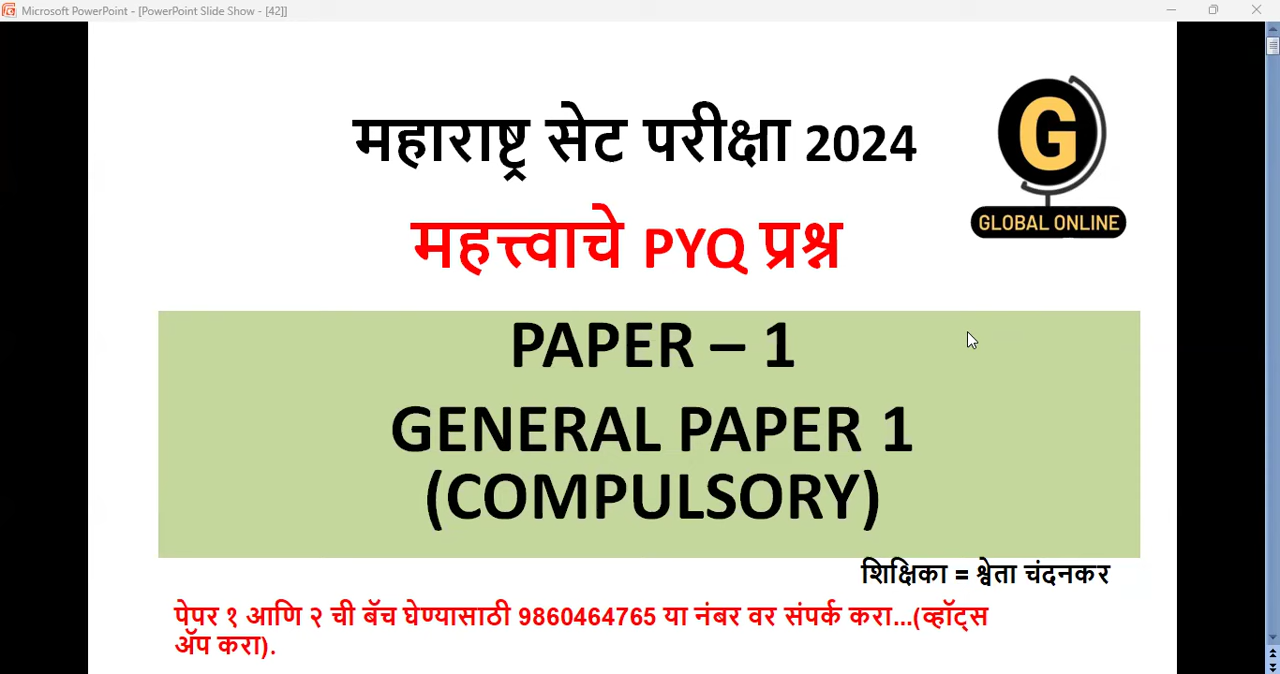 Microsoft PowerPoint - [PowerPoint Slide Show - [42]]
महाराष्ट्र सेट परीक्षा 2024
G
GLOBAL ONLINE
महत्त्वाचे PYQ प्रश्न
PAPER – 1
GENERAL PAPER 1
(COMPULSORY)
शिक्षिका = श्वेता चंदनकर
पेपर १ आणि २ ची बॅच घेण्यासाठी 9860464765 या नंबर वर संपर्क करा...(व्हॉट्स
ॲप करा).